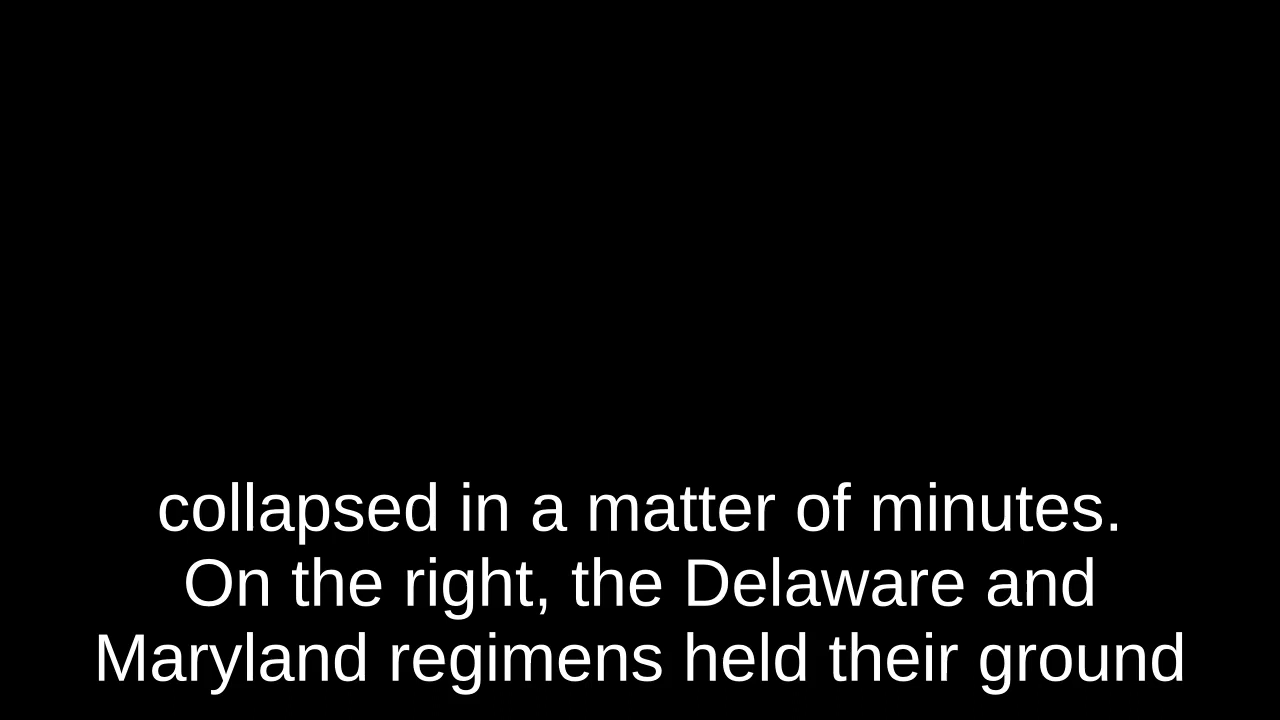 collapsed in a matter of minutes.
On the right, the Delaware and
Maryland regimens held their ground